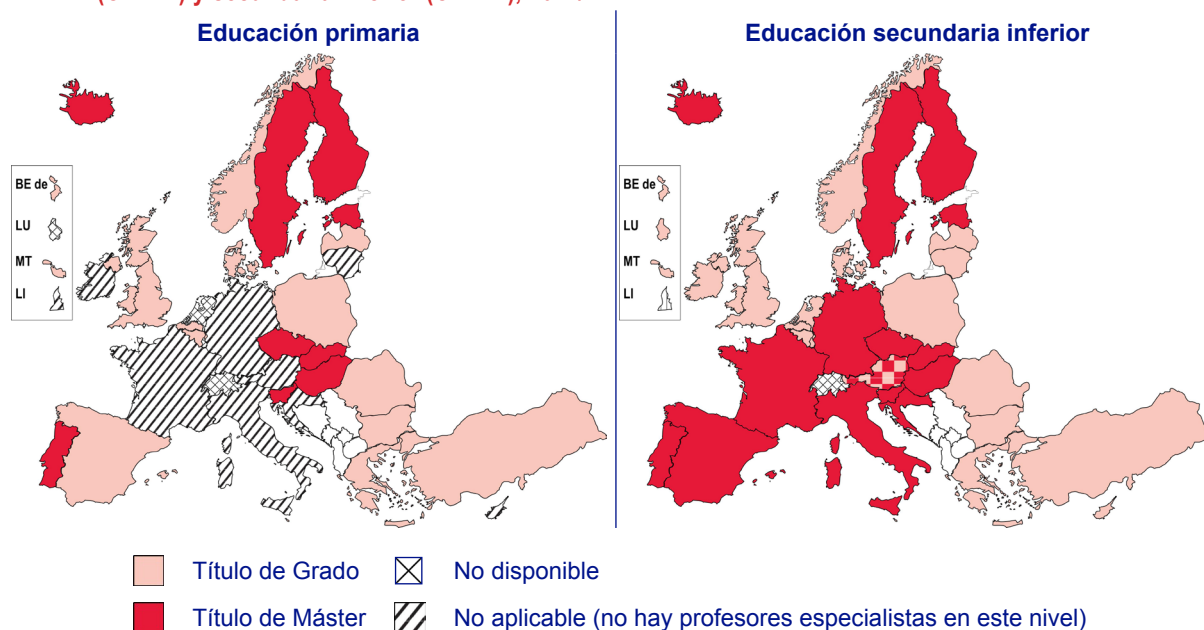 Educación primaria
Educación secundaria inferior
BE de
LU
MT
LI
BE de
LU
MT
LI
Título de Grado
No disponible
Título de Máster
No aplicable (no hay profesores especialistas en este nivel)